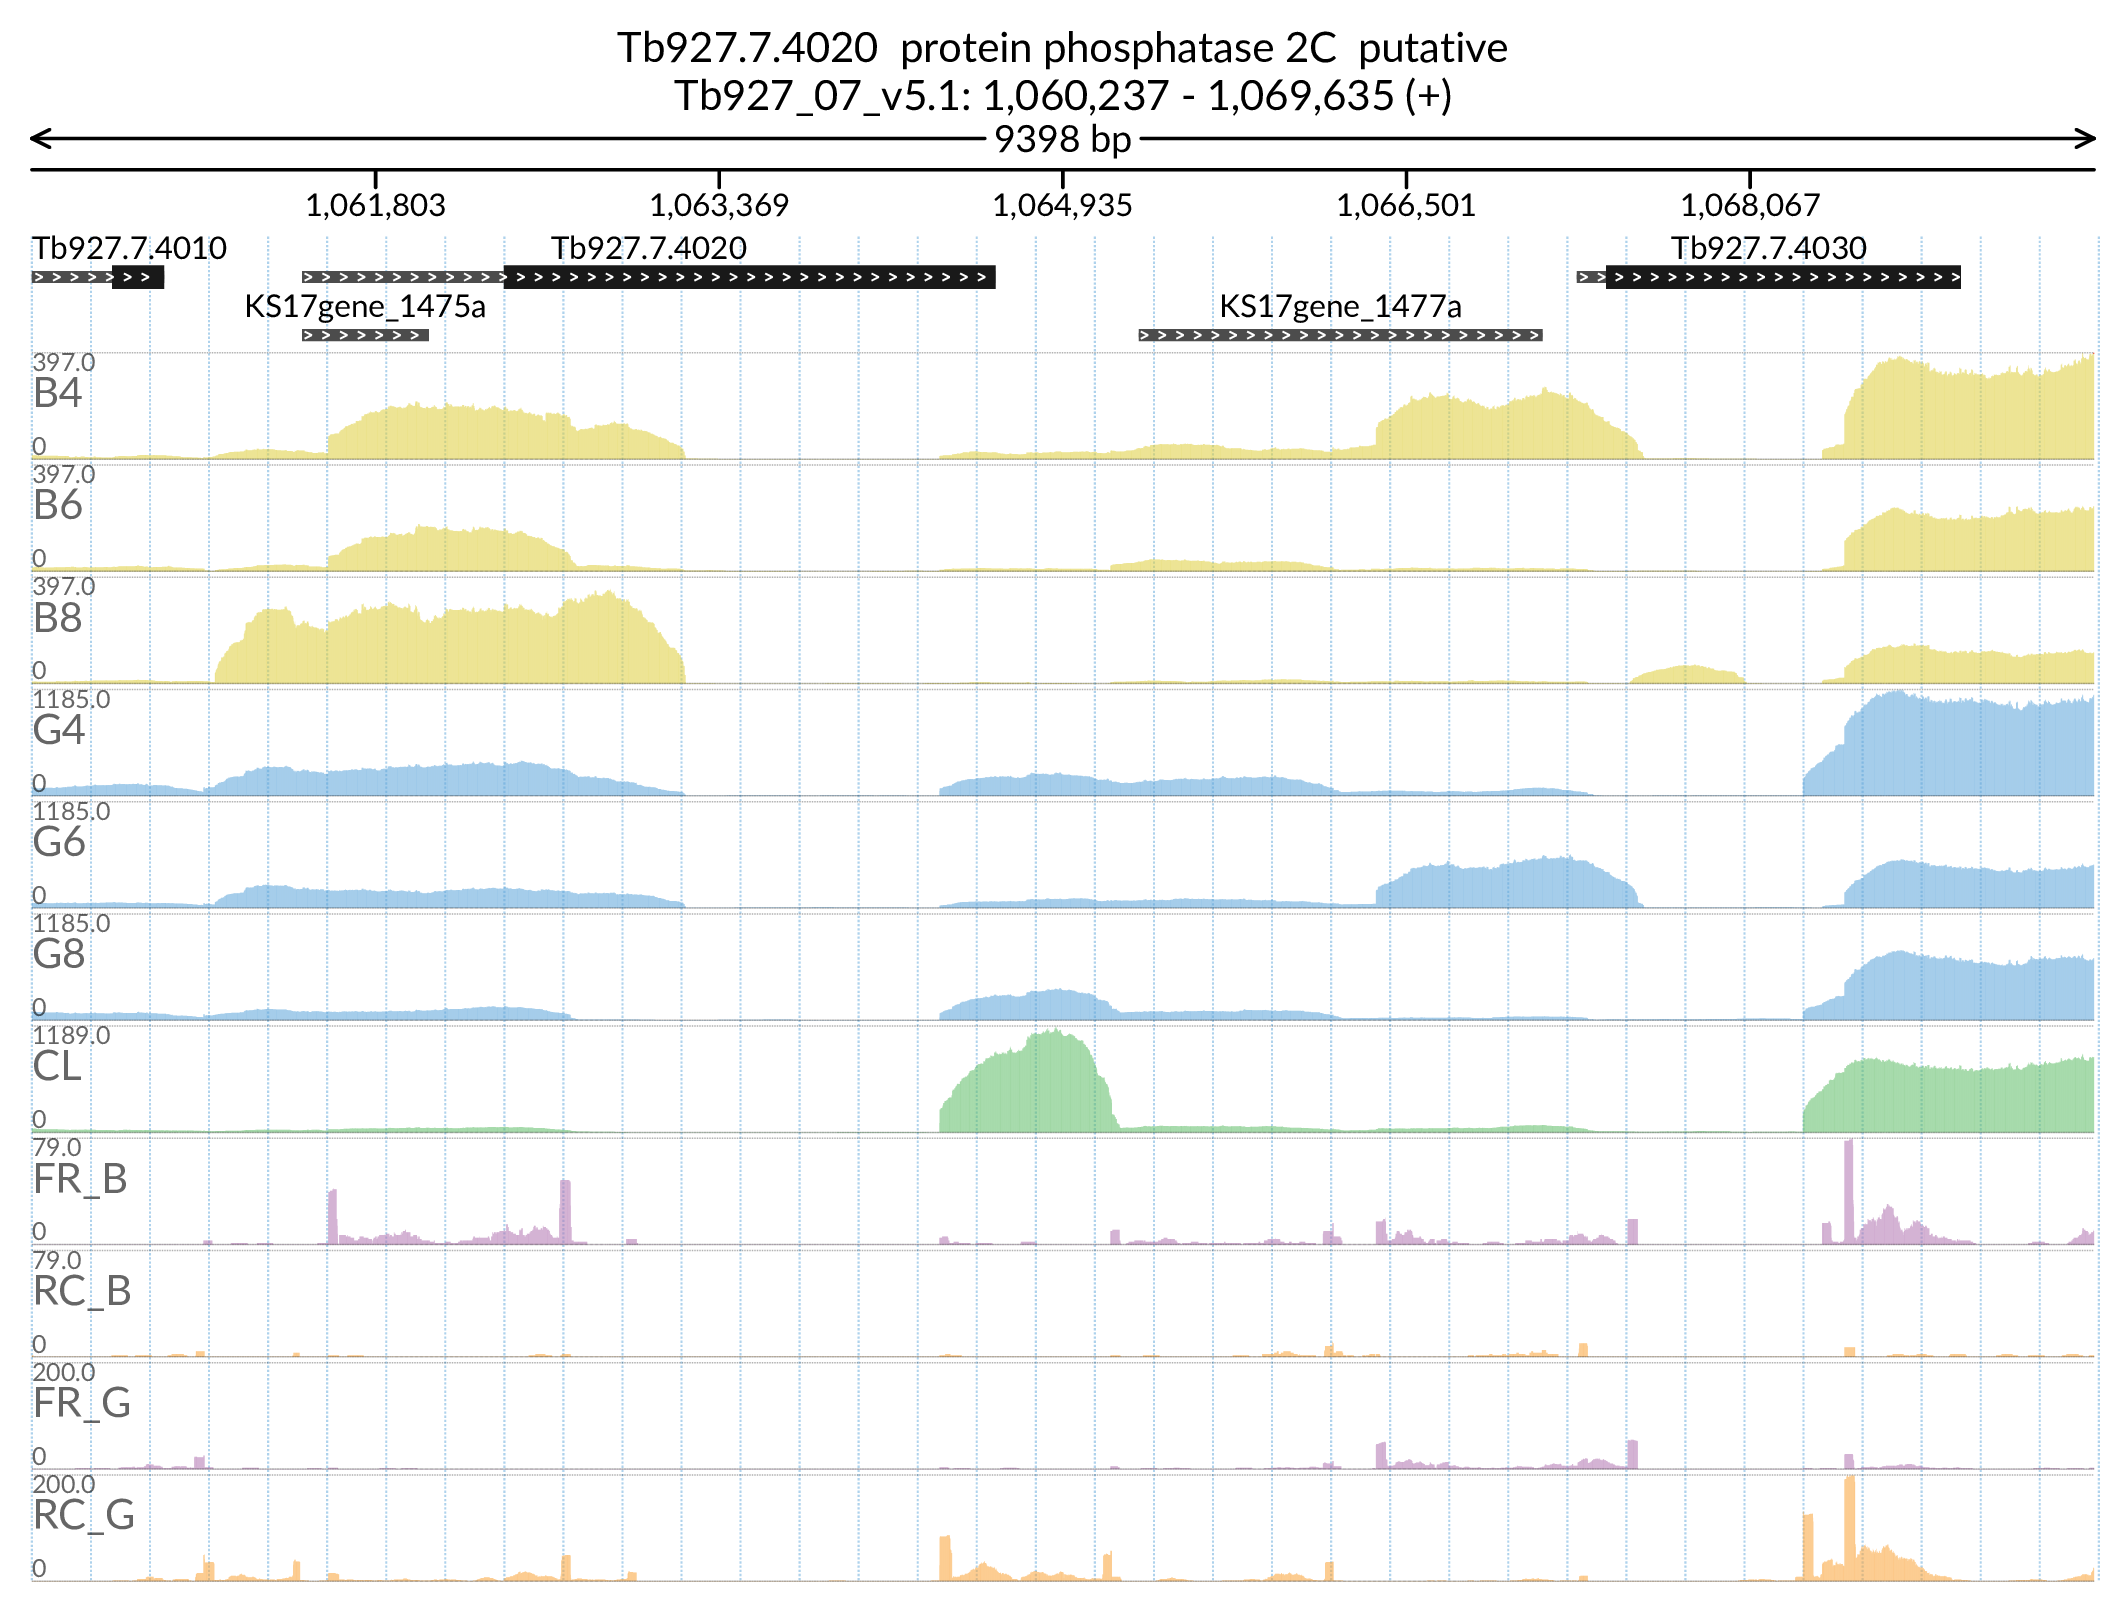 Tb927.7.4020  protein phosphatase 2C  putative
Tb927_07_v5.1: 1,060,237 - 1,069,635 (+)
9398 bp
1,061,803 1,063,369 1,064,935 1,066,501 1,068,067
Tb927.7.4010 Tb927.7.4020 Tb927.7.4030
KS17gene_1475a KS17gene_1477a
397.0
B4
0
397.0
B6
0
397.0
B8
0
1185.0
G4
0
1185.0
G6
0
1185.0
G8
0
1189.0
CL
0
79.0
FR_B
0
79.0
RC_B
0
200.0
FR_G
0
200.0
RC_G
0